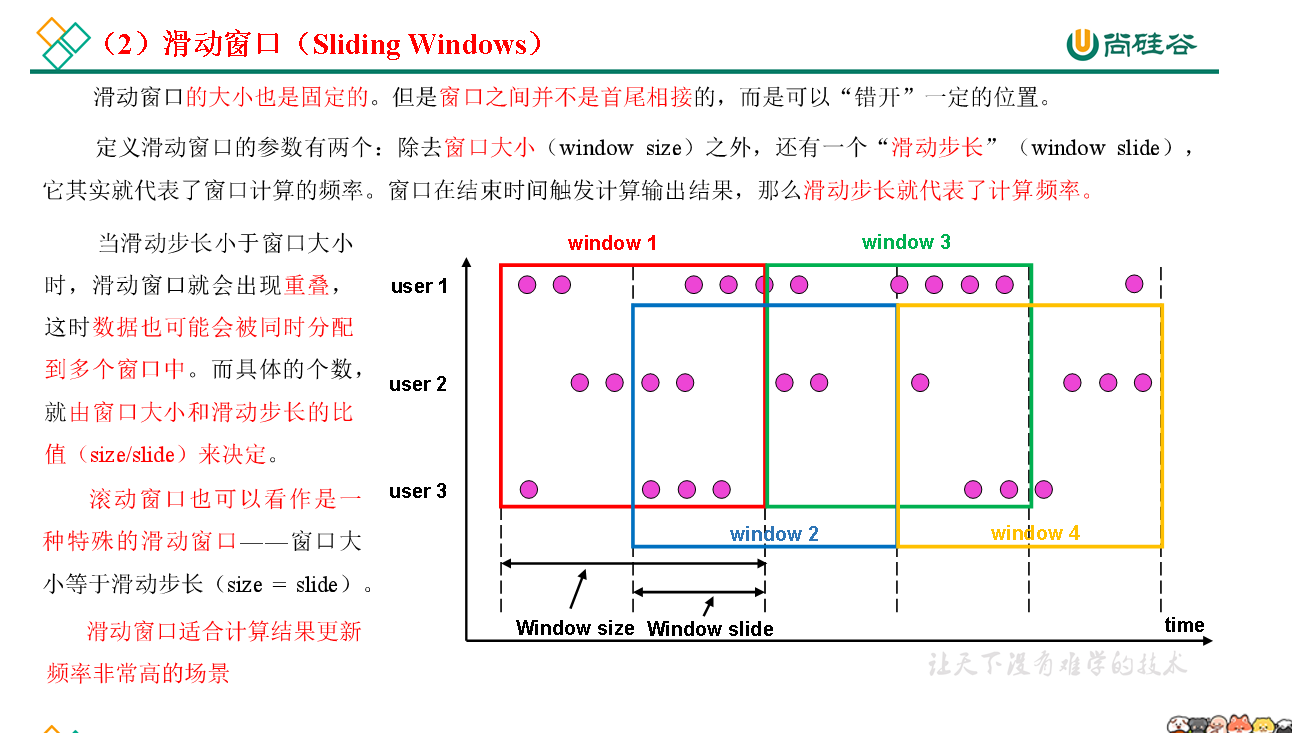 （2）滑动窗口（Sliding Windows）
尚硅谷
滑动窗口的大小也是固定的。但是窗口之间并不是首尾相接的，而是可以“错开”一定的位置。
定义滑动窗口的参数有两个：除去窗口大小（window size）之外，还有一个“滑动步长”（window slide），
它其实就代表了窗口计算的频率。窗口在结束时间触发计算输出结果，那么滑动步长就代表了计算频率。
当滑动步长小于窗口大小
时，滑动窗口就会出现重叠，
这时数据也可能会被同时分配
到多个窗口中。而具体的个数，
就由窗口大小和滑动步长的比
值（size/slide）来决定。
滚动窗口也可以看作是一
种特殊的滑动窗口——窗口大
小等于滑动步长（size = slide）。
滑动窗口适合计算结果更新
频率非常高的场景
window 1
window 3
user 1
user 2
user 3
window 2
window 4
Window size
Window slide
time
让天下没有难学的技术